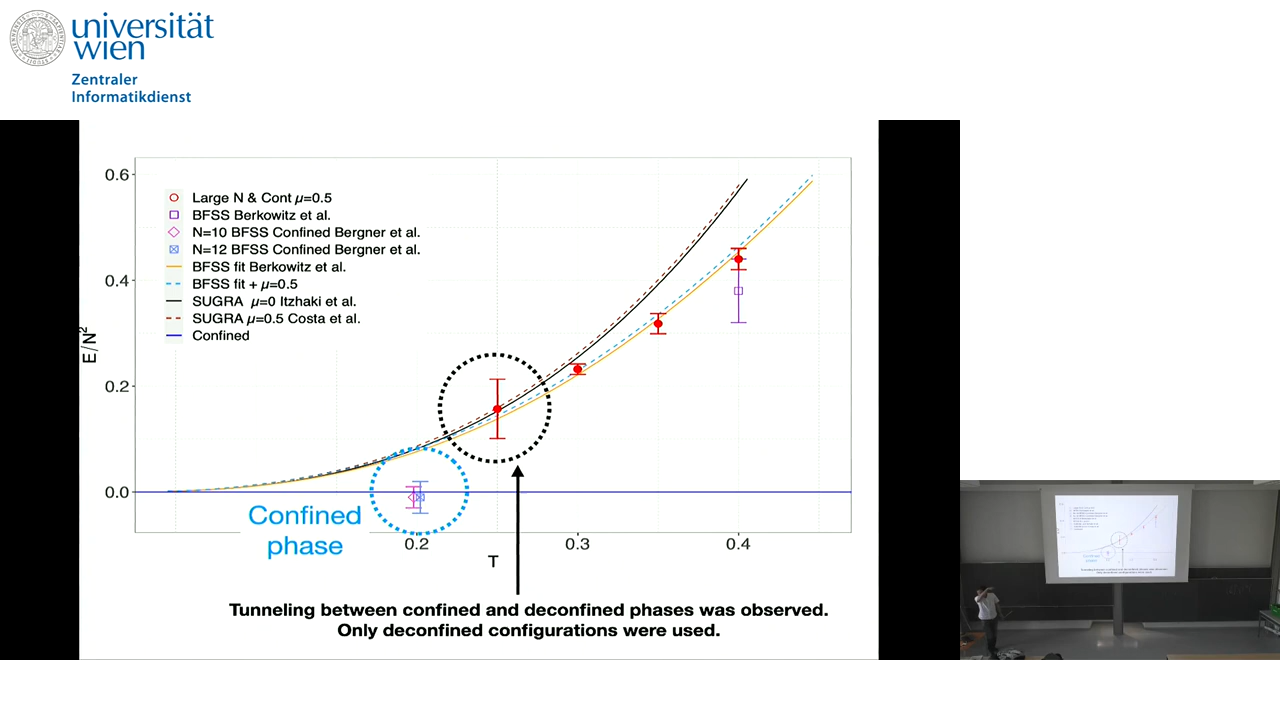 universität
wien
Zentraler
Informatikdienst
0.6
0.4
0.2
0.0
E/N²
Large N & Cont μ=0.5
BFSS Berkowitz et al.
N=10 BFSS Confined Bergner et al.
N=12 BFSS Confined Bergner et al.
BFSS fit Berkowitz et al.
BFSS fit + μ=0.5
SUGRA μ=0 Itzhaki et al.
SUGRA μ=0.5 Costa et al.
Confined
Confined
phase
0.2
0.3
0.4
T
Tunneling between confined and deconfined phases was observed.
Only deconfined configurations were used.